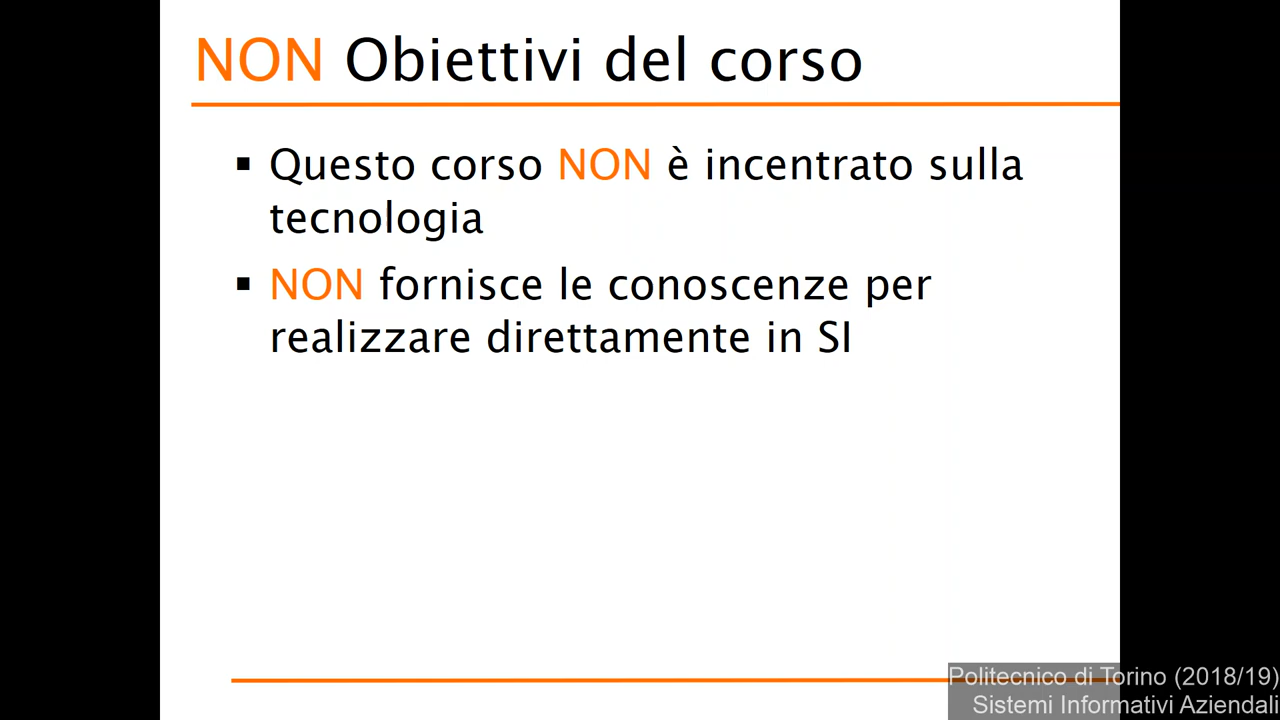 NON Obiettivi del corso
▪ Questo corso NON è incentrato sulla
tecnologia
▪ NON fornisce le conoscenze per
realizzare direttamente in SI
Politecnico di Torino (2018/19)
Sistemi Informativi Aziendali